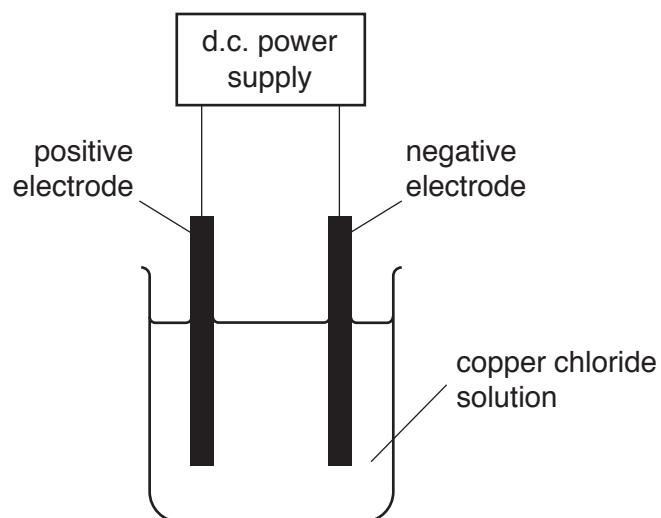 d.c. power
supply
positive
electrode
negative
electrode
copper chloride
solution